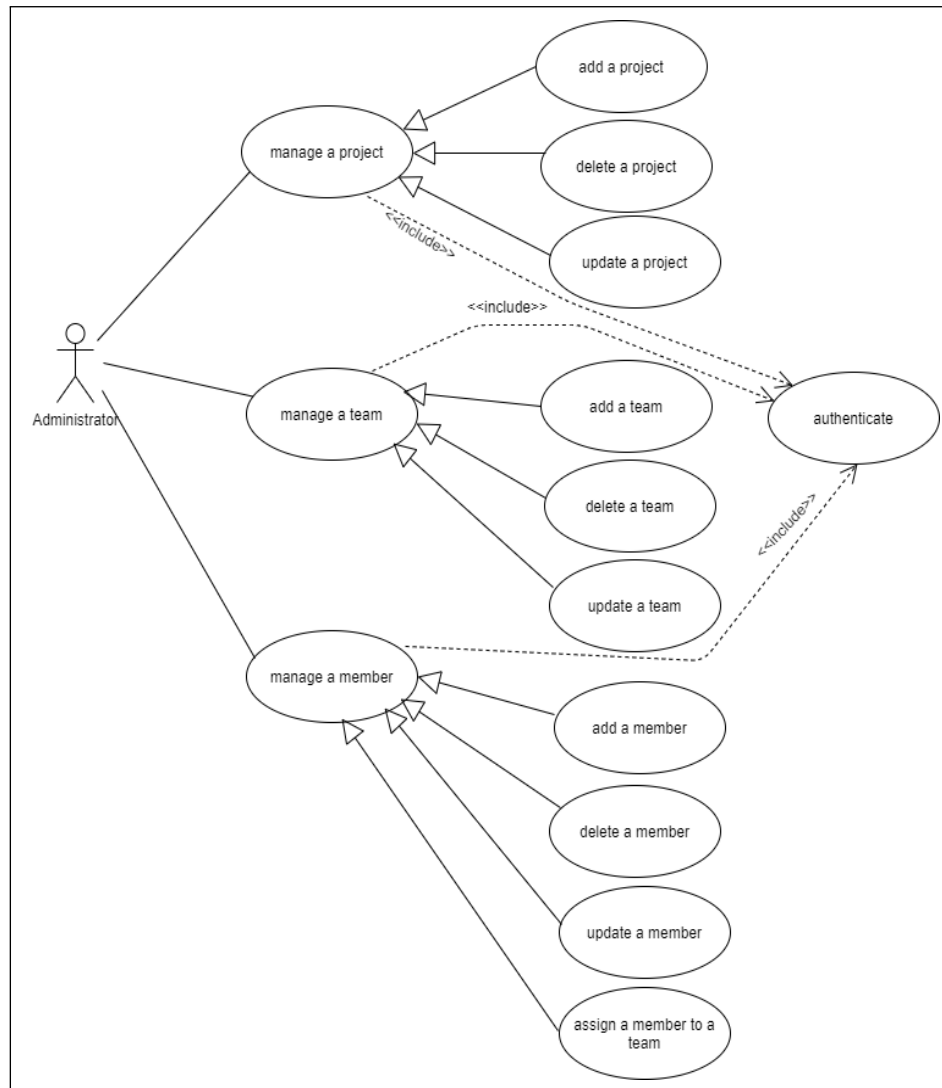 add a project
manage a project
delete a project
<<include>>
update a project
<<include>>
Administrator
manage a team
add a team
authenticate
delete a team
<<include>>
update a team
manage a member
add a member
delete a member
update a member
assign a member to a
team